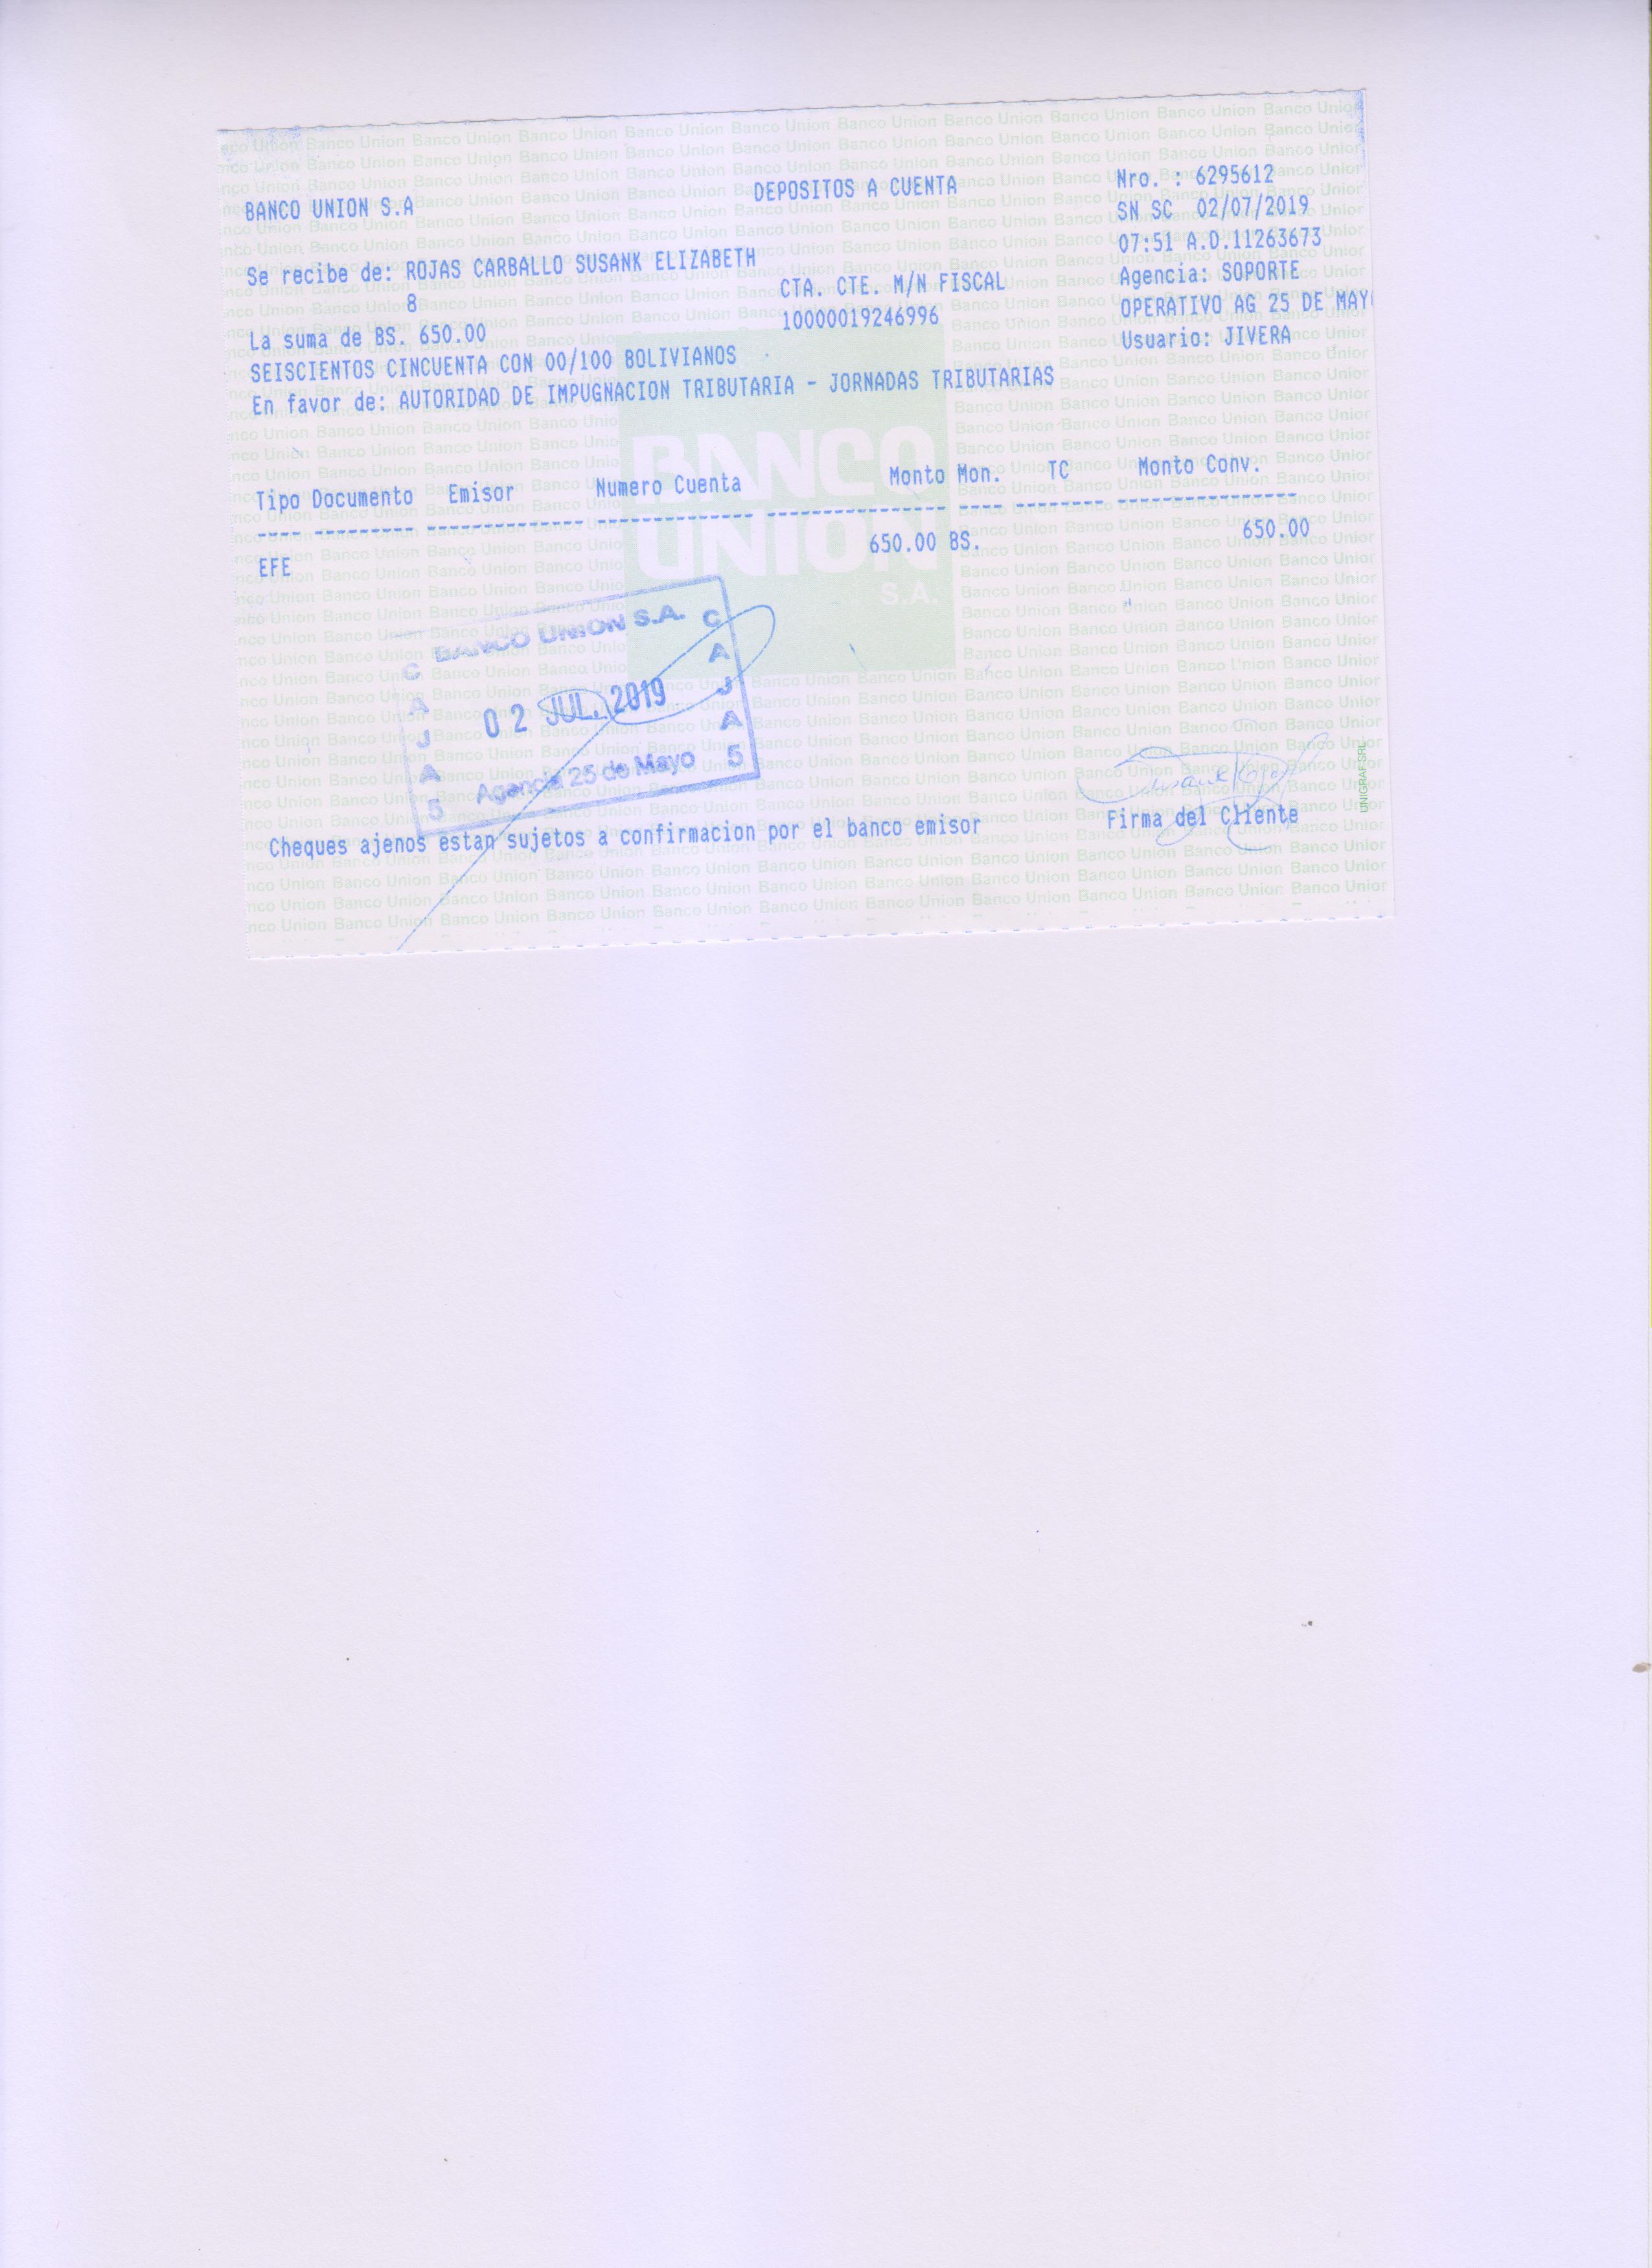 BANCO UNION S.A
DEPOSITOS A CUENTA
Nro. : 6295612
SN SC 02/07/2019
07:51 A.D.11263673
Agencia: SOPORTE
OPERATIVO AG 25 DE MAY
Usuario: JIVERA
Se recibe de: ROJAS CARBALLO SUSANK ELIZABETH
8
CTA. CTE. M/N FISCAL
10000019246996
La suma de BS. 650.00
SEISCIENTOS CINCUENTA CON 00/100 BOLIVIANOS
En favor de: AUTORIDAD DE IMPUGNACION TRIBUTARIA - JORNADAS TRIBUTARIAS
BANCO
UNION
S.A.
Tipo Documento Emisor Numero Cuenta Monto Mon. TC Monto Conv.
EFE 650.00 BS. 650.00
BANCO UNION S.A.
CAJA 5
02 JUL. 2019
CAJA 5
Agencia 25 de Mayo
Firma del Cliente
Cheques ajenos estan sujetos a confirmacion por el banco emisor
UNIGRAF SRL